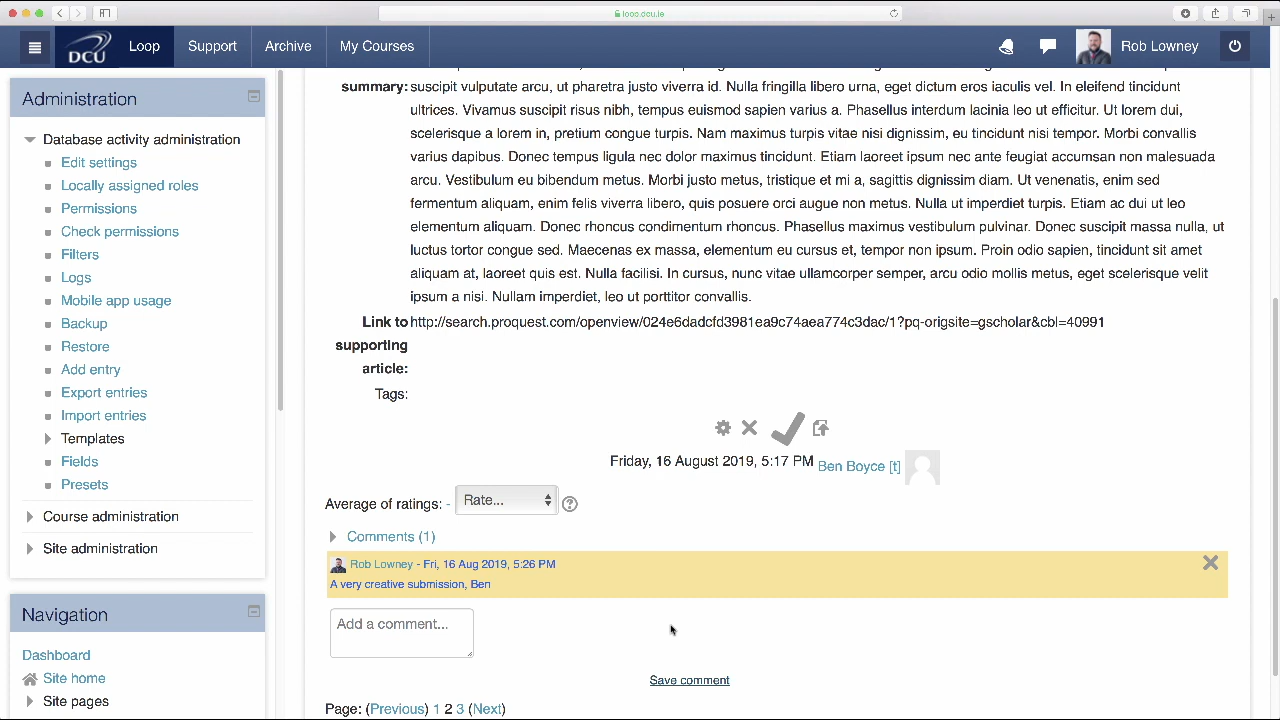 loop.dcu.ie
DCU Loop Support Archive My Courses Rob Lowney
Administration
Database activity administration
Edit settings
Locally assigned roles
Permissions
Check permissions
Filters
Logs
Mobile app usage
Backup
Restore
Add entry
Export entries
Import entries
Templates
Fields
Presets
Course administration
Site administration
Navigation
Dashboard
Site home
Site pages
summary: suscipit vulputate arcu, ut pharetra justo viverra id. Nulla fringilla libero urna, eget dictum eros iaculis vel. In eleifend tincidunt
ultrices. Vivamus suscipit risus nibh, tempus euismod sapien varius a. Phasellus interdum lacinia leo ut efficitur. Ut lorem dui,
scelerisque a lorem in, pretium congue turpis. Nam maximus turpis vitae nisi dignissim, eu tincidunt nisi tempor. Morbi convallis
varius dapibus. Donec tempus ligula nec dolor maximus tincidunt. Etiam laoreet ipsum nec ante feugiat accumsan non malesuada
arcu. Vestibulum eu bibendum metus. Morbi justo metus, tristique et mi a, sagittis dignissim diam. Ut venenatis, enim sed
fermentum aliquam, enim felis viverra libero, quis posuere orci augue non metus. Nulla ut imperdiet turpis. Etiam ac dui ut leo
elementum aliquam. Donec rhoncus condimentum rhoncus. Phasellus maximus vestibulum pulvinar. Donec suscipit massa nulla, ut
luctus tortor congue sed. Maecenas ex massa, elementum eu cursus et, tempor non ipsum. Proin odio sapien, tincidunt sit amet
aliquam at, laoreet quis est. Nulla facilisi. In cursus, nunc vitae ullamcorper semper, arcu odio mollis metus, eget scelerisque velit
ipsum a nisi. Nullam imperdiet, leo ut porttitor convallis.
Link to http://search.proquest.com/openview/024e6dadcfd3981ea9c74aea774c3dac/1?pq-origsite=gscholar&cbl=40991
supporting
article:
Tags:
Friday, 16 August 2019, 5:17 PM Ben Boyce [t]
Average of ratings: - Rate...
Comments (1)
Rob Lowney - Fri, 16 Aug 2019, 5:26 PM
A very creative submission, Ben
Add a comment...
Save comment
Page: (Previous) 1 2 3 (Next)